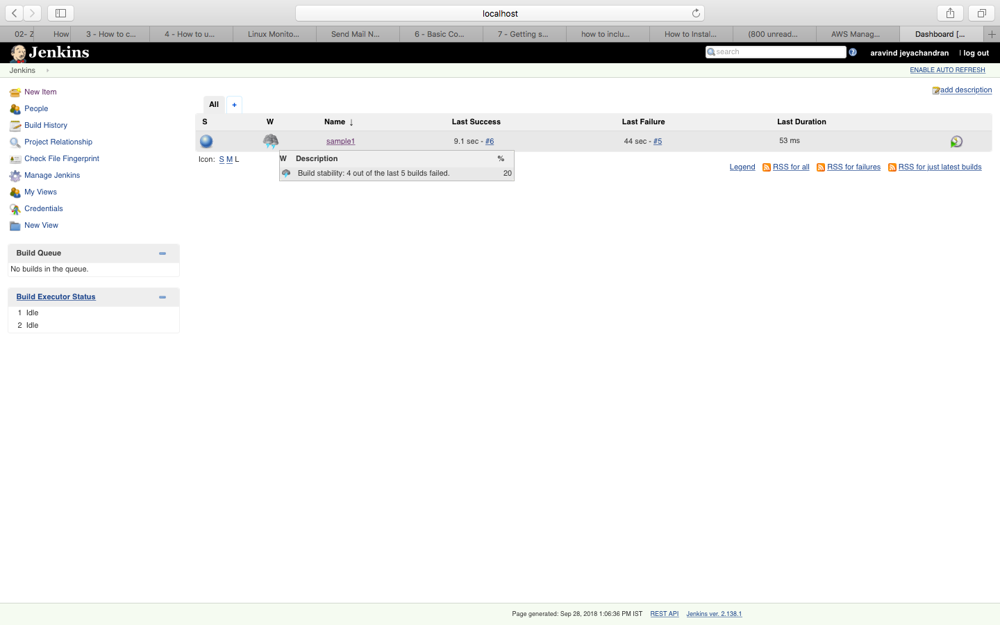 localhost
02- Z
How
3 - How to c...
4 - How to u...
Linux Monito...
Send Mail N...
6 - Basic Co...
7 - Getting s...
how to inclu...
How to Instal...
(800 unread...
AWS Manag...
Dashboard [...
Jenkins
search
aravind jeyachandran
| log out
Jenkins
ENABLE AUTO REFRESH
add description
New Item
People
Build History
Project Relationship
Check File Fingerprint
Manage Jenkins
My Views
Credentials
New View
Build Queue
No builds in the queue.
Build Executor Status
1 Idle
2 Idle
All
+
S W Name ↓ Last Success Last Failure Last Duration
sample1 9.1 sec - #6 44 sec - #5 53 ms
Icon: S M L
W Description %
Build stability: 4 out of the last 5 builds failed. 20
Legend RSS for all RSS for failures RSS for just latest builds
Page generated: Sep 28, 2018 1:06:36 PM IST REST API Jenkins ver. 2.138.1